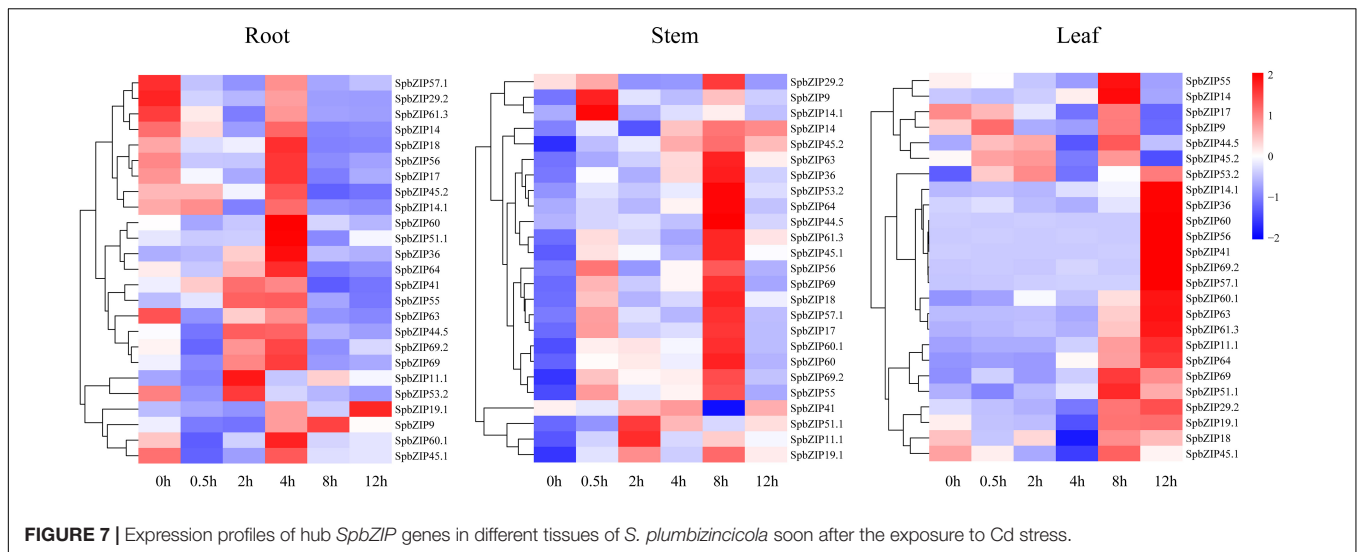 Root
SpbZIP57.1
SpbZIP29.2
SpbZIP61.3
SpbZIP14
SpbZIP18
SpbZIP56
SpbZIP17
SpbZIP45.2
SpbZIP14.1
SpbZIP60
SpbZIP51.1
SpbZIP36
SpbZIP64
SpbZIP41
SpbZIP55
SpbZIP63
SpbZIP44.5
SpbZIP69.2
SpbZIP69
SpbZIP11.1
SpbZIP53.2
SpbZIP19.1
SpbZIP9
SpbZIP60.1
SpbZIP45.1
0h 0.5h 2h 4h 8h 12h
Stem
SpbZIP29.2
SpbZIP9
SpbZIP14.1
SpbZIP14
SpbZIP45.2
SpbZIP63
SpbZIP36
SpbZIP53.2
SpbZIP64
SpbZIP44.5
SpbZIP61.3
SpbZIP45.1
SpbZIP56
SpbZIP69
SpbZIP18
SpbZIP57.1
SpbZIP17
SpbZIP60.1
SpbZIP60
SpbZIP69.2
SpbZIP55
SpbZIP41
SpbZIP51.1
SpbZIP11.1
SpbZIP19.1
0h 0.5h 2h 4h 8h 12h
Leaf
SpbZIP55
SpbZIP14
SpbZIP17
SpbZIP9
SpbZIP44.5
SpbZIP45.2
SpbZIP53.2
SpbZIP14.1
SpbZIP36
SpbZIP60
SpbZIP56
SpbZIP41
SpbZIP69.2
SpbZIP57.1
SpbZIP60.1
SpbZIP63
SpbZIP61.3
SpbZIP11.1
SpbZIP64
SpbZIP69
SpbZIP51.1
SpbZIP29.2
SpbZIP19.1
SpbZIP18
SpbZIP45.1
0h 0.5h 2h 4h 8h 12h
2
1
0
−1
−2
FIGURE 7 | Expression profiles of hub SpbZIP genes in different tissues of S. plumbizincicola soon after the exposure to Cd stress.